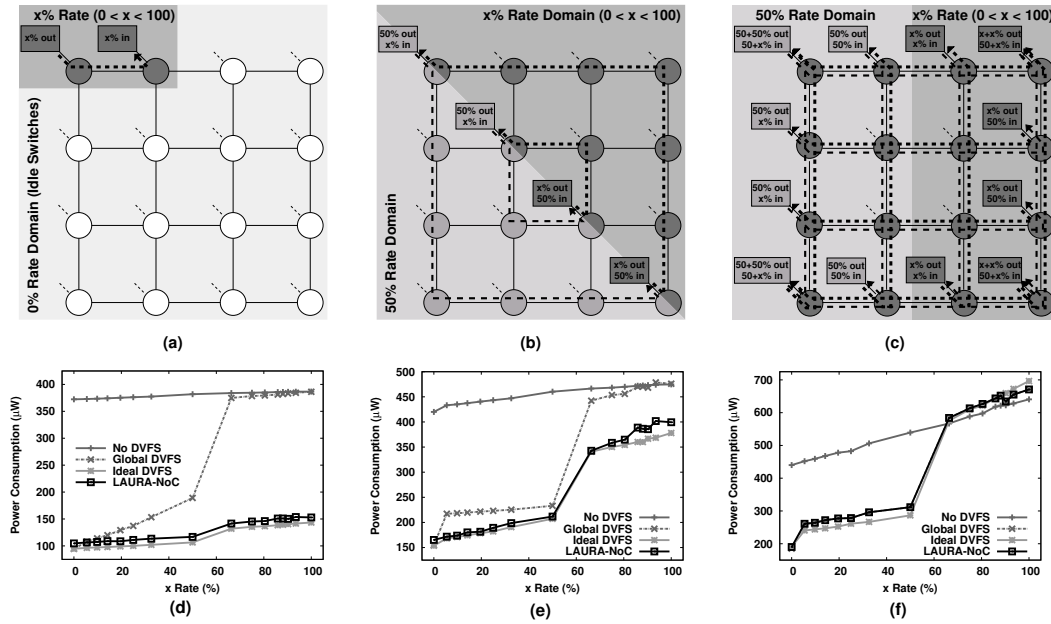 x% Rate (0 < x < 100)
x% out
x% in
0% Rate Domain (Idle Switches)
(a)
x% Rate Domain (0 < x < 100)
50% out
x% in
50% out
x% in
x% out
50% in
x% out
50% in
50% Rate Domain
(b)
50% Rate Domain
x% Rate (0 < x < 100)
50+50% out
50+x% in
50% out
50% in
x% out
x% in
x+x% out
50+x% in
50% out
x% in
x% out
50% in
50% out
x% in
x% out
50% in
50+50% out
50+x% in
50% out
50% in
x% out
x% in
x+x% out
50+x% in
(c)
Power Consumption (μW)
400
350
300
250
200
150
100
No DVFS
Global DVFS
Ideal DVFS
LAURA-NoC
0
20
40
60
80
100
x Rate (%)
(d)
Power Consumption (μW)
500
450
400
350
300
250
200
150
No DVFS
Global DVFS
Ideal DVFS
LAURA-NoC
0
20
40
60
80
100
x Rate (%)
(e)
Power Consumption (μW)
700
600
500
400
300
200
No DVFS
Global DVFS
Ideal DVFS
LAURA-NoC
0
20
40
60
80
100
x Rate (%)
(f)